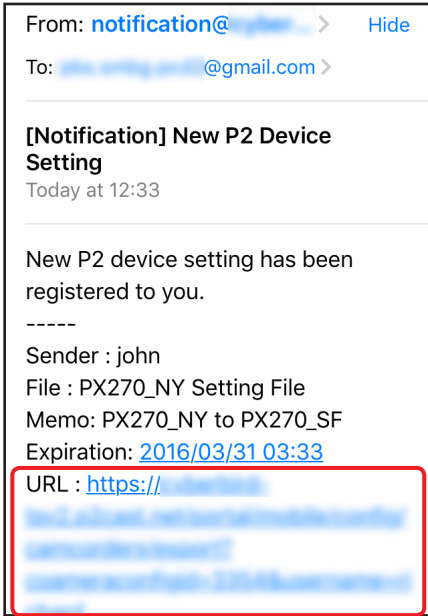 From: notification@ Hide
To: @gmail.com
[Notification] New P2 Device
Setting
Today at 12:33
New P2 device setting has been
registered to you.
-----
Sender : john
File : PX270_NY Setting File
Memo: PX270_NY to PX270_SF
Expiration: 2016/03/31 03:33
URL : https://